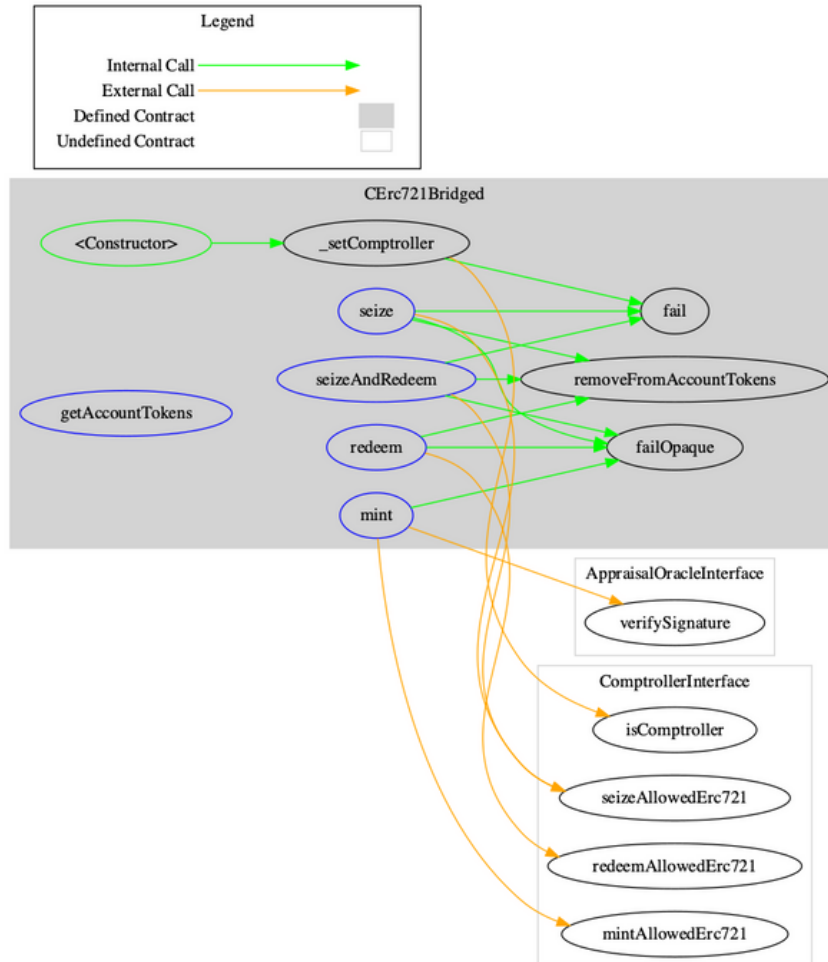 Legend
Internal Call
External Call
Defined Contract
Undefined Contract
CErc721Bridged
<Constructor>
_setComptroller
seize
fail
seizeAndRedeem
removeFromAccountTokens
getAccountTokens
redeem
failOpaque
mint
AppraisalOracleInterface
verifySignature
ComptrollerInterface
isComptroller
seizeAllowedErc721
redeemAllowedErc721
mintAllowedErc721